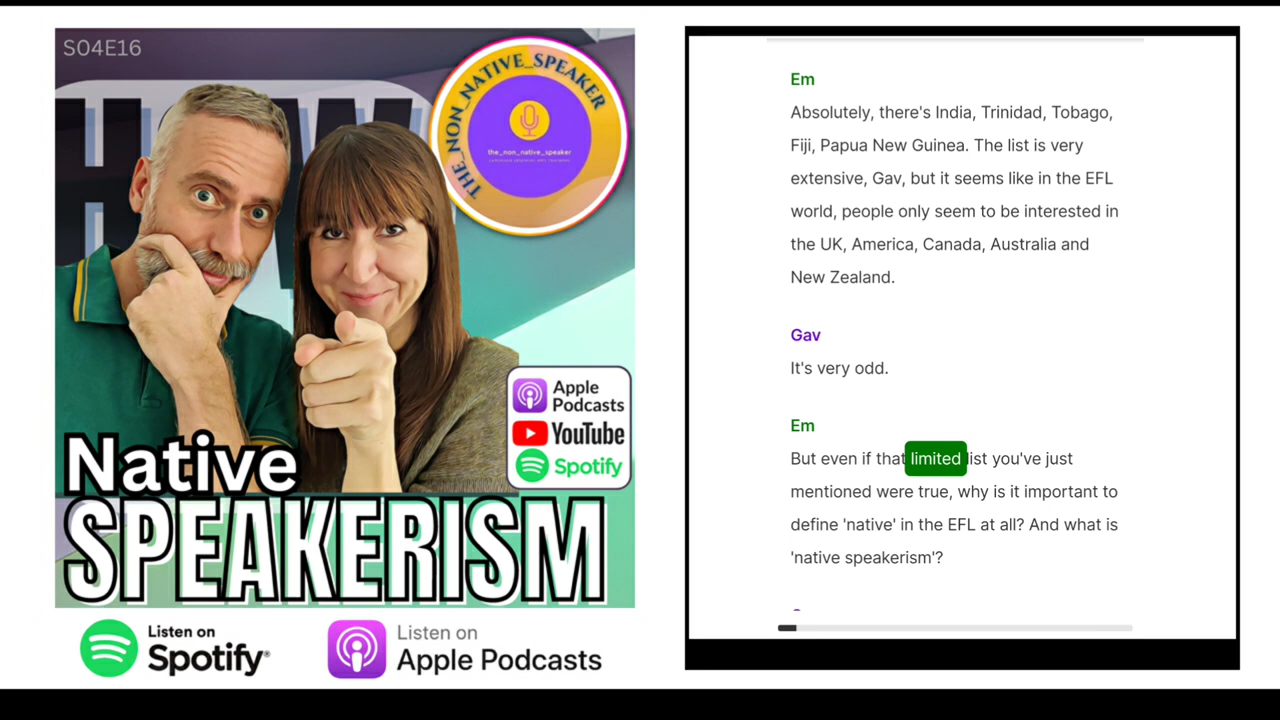 S04E16
THE_NON_NATIVE_SPEAKER
the_non_native_speaker
Apple
Podcasts
YouTube
Spotify
Native
SPEAKERISM
Listen on
Spotify®
Listen on
Apple Podcasts
Em
Absolutely, there's India, Trinidad, Tobago,
Fiji, Papua New Guinea. The list is very
extensive, Gav, but it seems like in the EFL
world, people only seem to be interested in
the UK, America, Canada, Australia and
New Zealand.
Gav
It's very odd.
Em
But even if that limited list you've just
mentioned were true, why is it important to
define 'native' in the EFL at all? And what is
'native speakerism'?